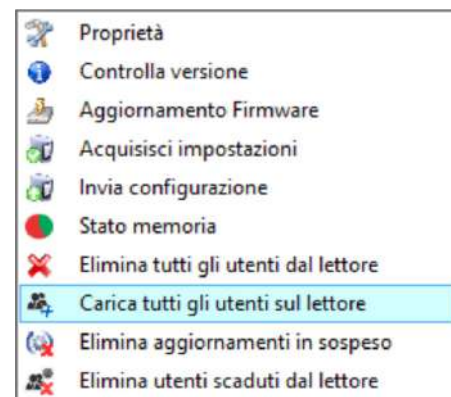 Proprietà
Controlla versione
Aggiornamento Firmware
Acquisisci impostazioni
Invia configurazione
Stato memoria
Elimina tutti gli utenti dal lettore
Carica tutti gli utenti sul lettore
Elimina aggiornamenti in sospeso
Elimina utenti scaduti dal lettore